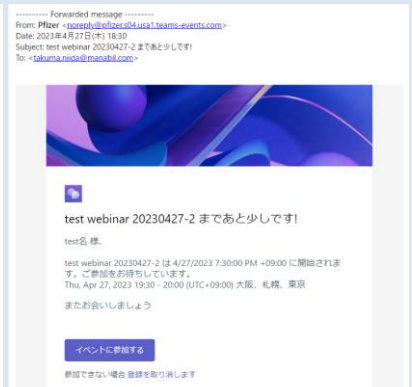 ---------- Forwarded message ---------
From: Pfizer <noreply@pfizer.s04.usa1.teams-events.com>
Date: 2023年4月27日(木) 18:30
Subject: test webinar 20230427-2 まであと少しです!
To: <takuma.niida@manabil.com>
test webinar 20230427-2 まであと少しです!
test名 様、
test webinar 20230427-2 は 4/27/2023 7:30:00 PM +09:00 に開始されま
す。ご参加をお待ちしています。
Thu, Apr 27, 2023 19:30 - 20:00 (UTC+09:00) 大阪、札幌、東京
またお会いしましょう
イベントに参加する
参加できない場合 登録を取り消します